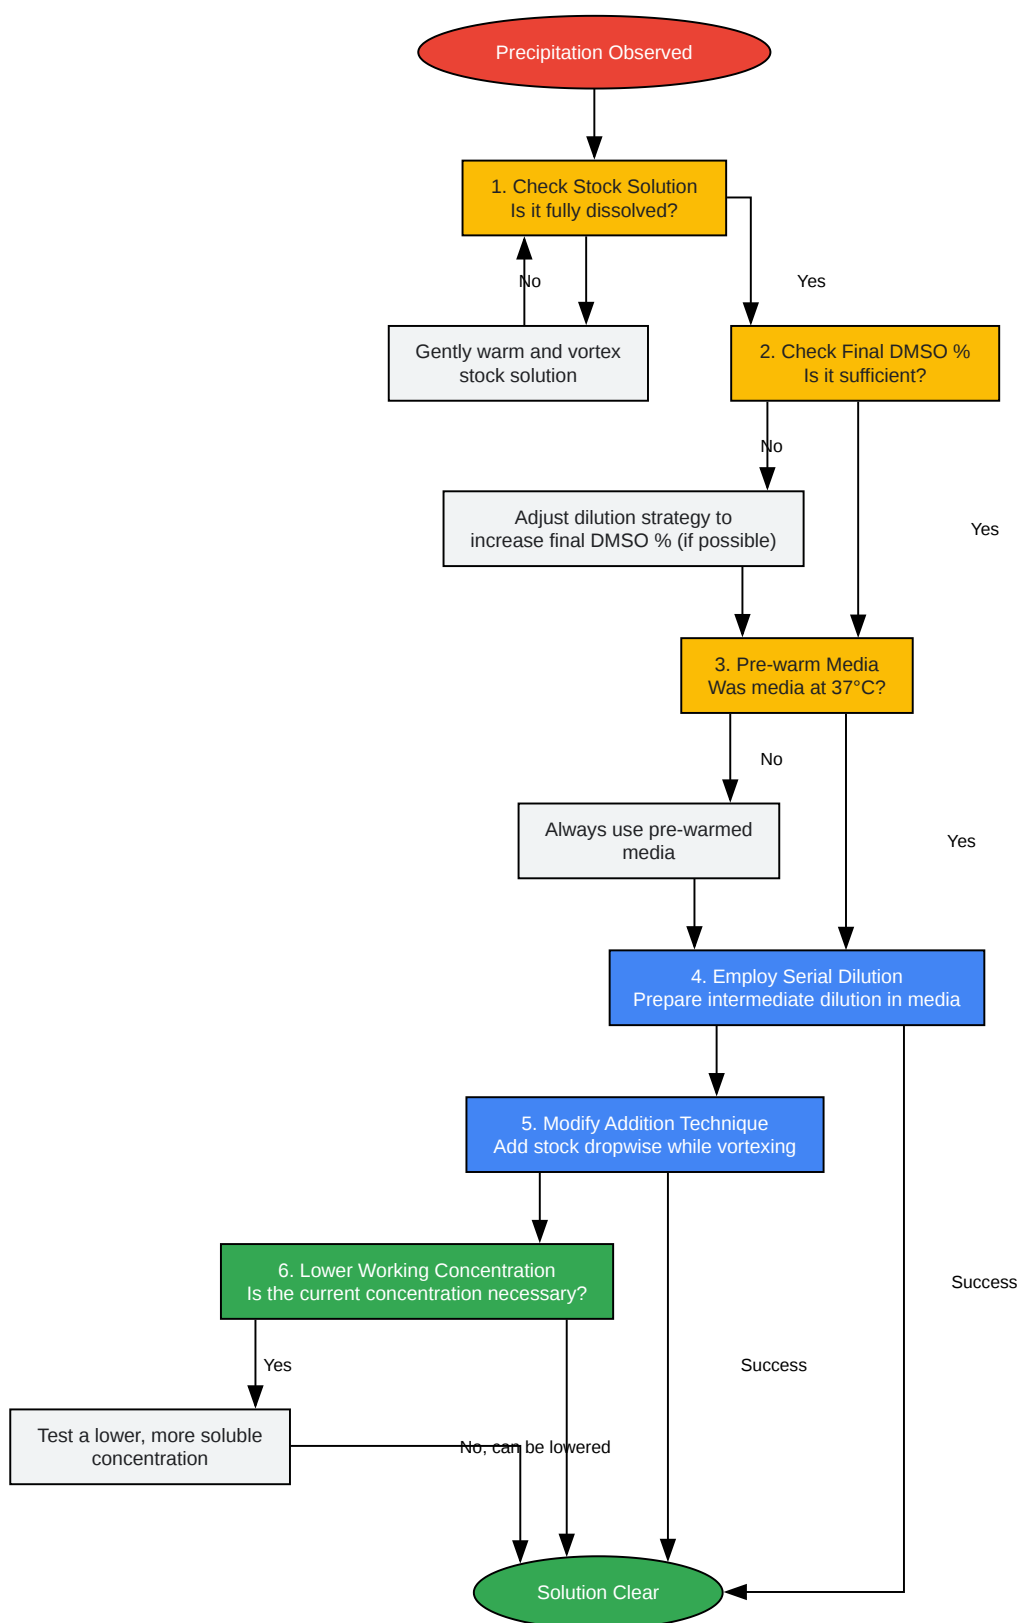 Precipitation Observed
1. Check Stock Solution
Is it fully dissolved?
No
Yes
Gently warm and vortex
stock solution
2. Check Final DMSO %
Is it sufficient?
No
Adjust dilution strategy to
increase final DMSO % (if possible)
Yes
3. Pre-warm Media
Was media at 37°C?
No
Always use pre-warmed
media
Yes
4. Employ Serial Dilution
Prepare intermediate dilution in media
5. Modify Addition Technique
Add stock dropwise while vortexing
6. Lower Working Concentration
Is the current concentration necessary?
Success
Yes
Success
Test a lower, more soluble
concentration
No, can be lowered
Solution Clear